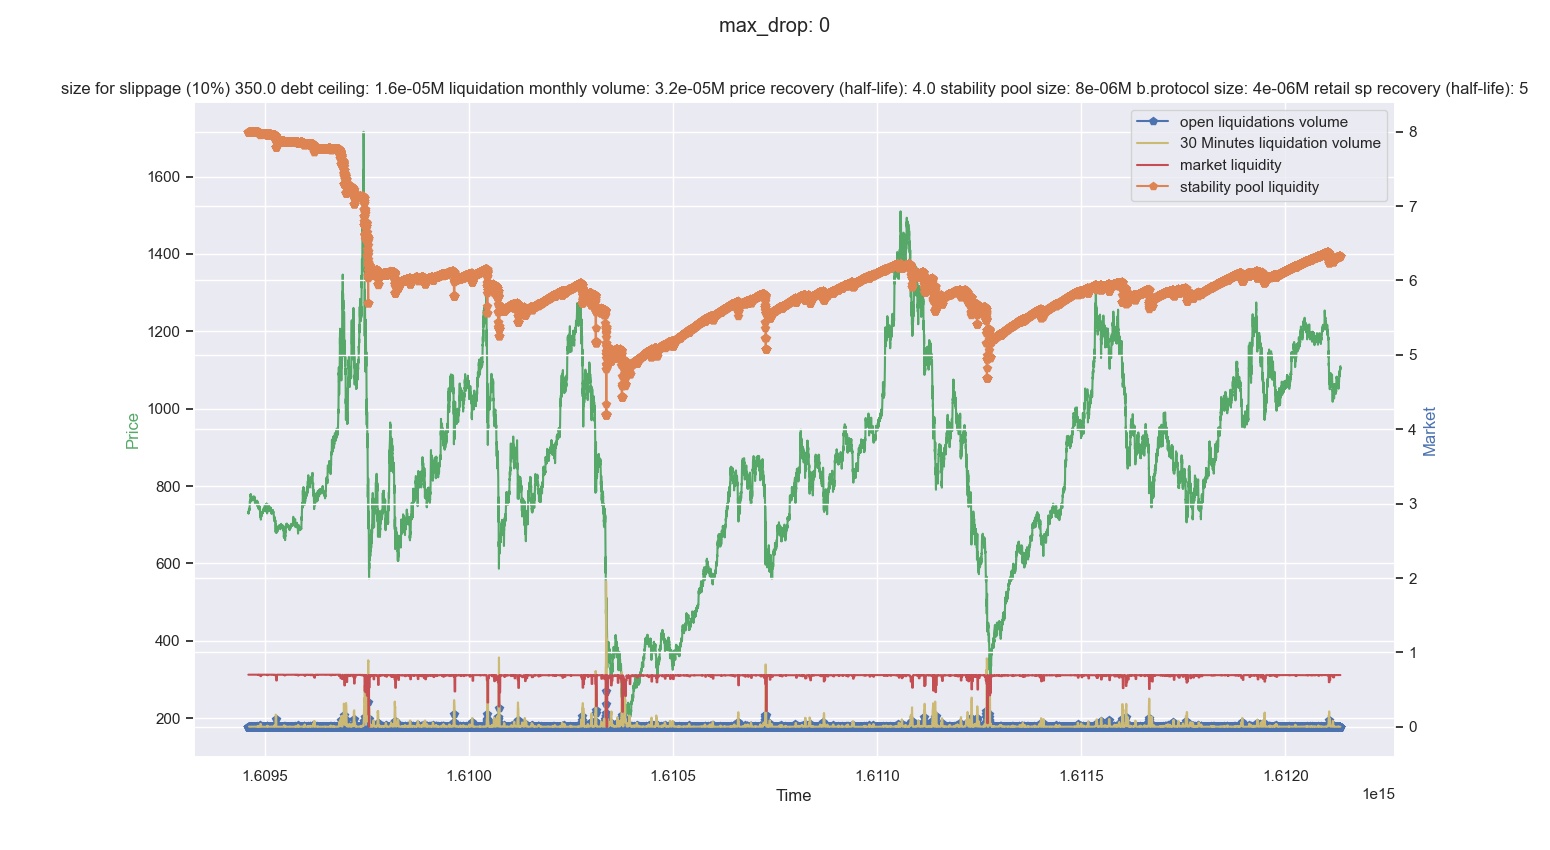 max_drop: 0
size for slippage (10%) 350.0 debt ceiling: 1.6e-05M liquidation monthly volume: 3.2e-05M price recovery (half-life): 4.0 stability pool size: 8e-06M b.protocol size: 4e-06M retail sp recovery (half-life): 5
open liquidations volume
30 Minutes liquidation volume
market liquidity
stability pool liquidity
1600
1400
1200
1000
800
600
400
200
Price
8
7
6
5
4
3
2
1
0
Market
1.6095
1.6100
1.6105
1.6110
1.6115
1.6120
Time
1e15